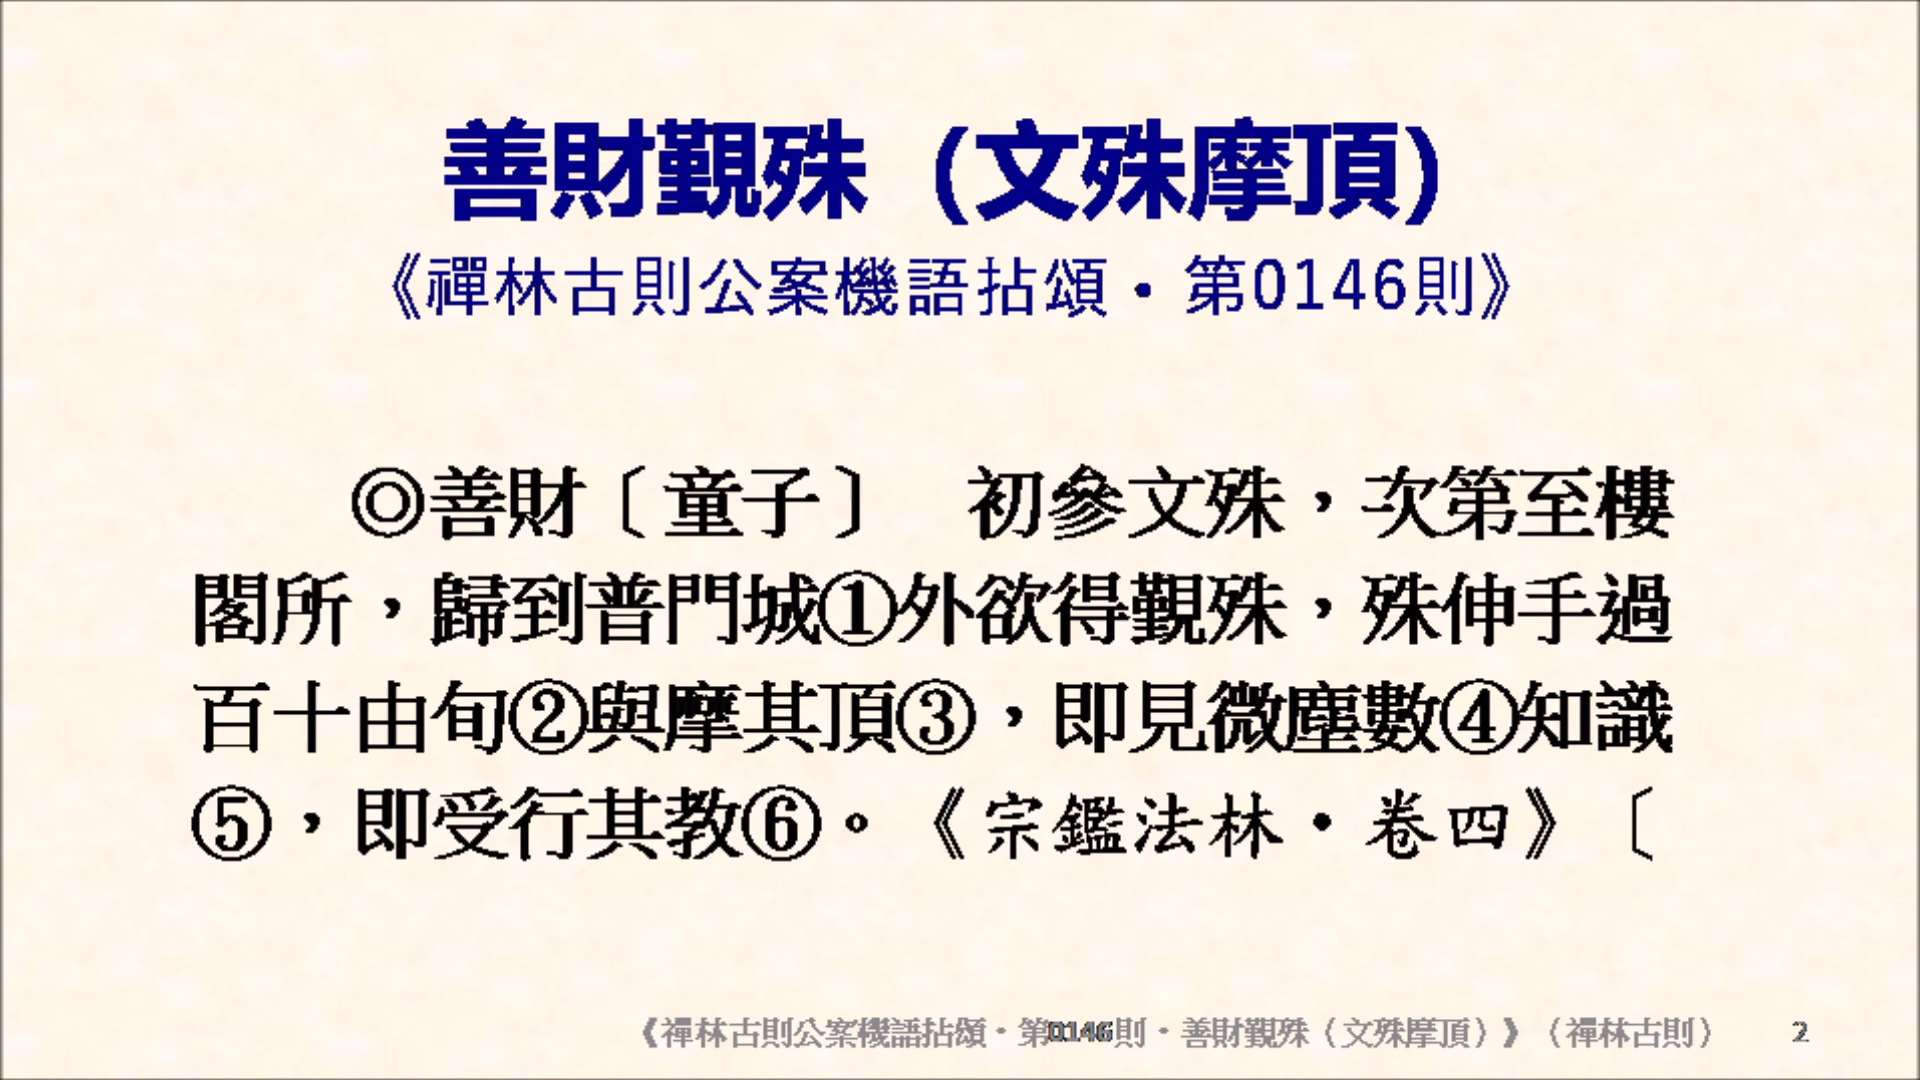 善財覲殊（文殊摩頂）
《禪林古則公案機語拈頌・第0146則》
◎善財〔童子〕　初參文殊，次第至樓
閣所，歸到普門城①外欲得覲殊，殊伸手過
百十由旬②與摩其頂③，即見微塵數④知識
⑤，即受行其教⑥。《宗鑑法林・卷四》〔
《禪林古則公案機語拈頌・第0146則・善財覲殊（文殊摩頂）》（禪林古則） 2